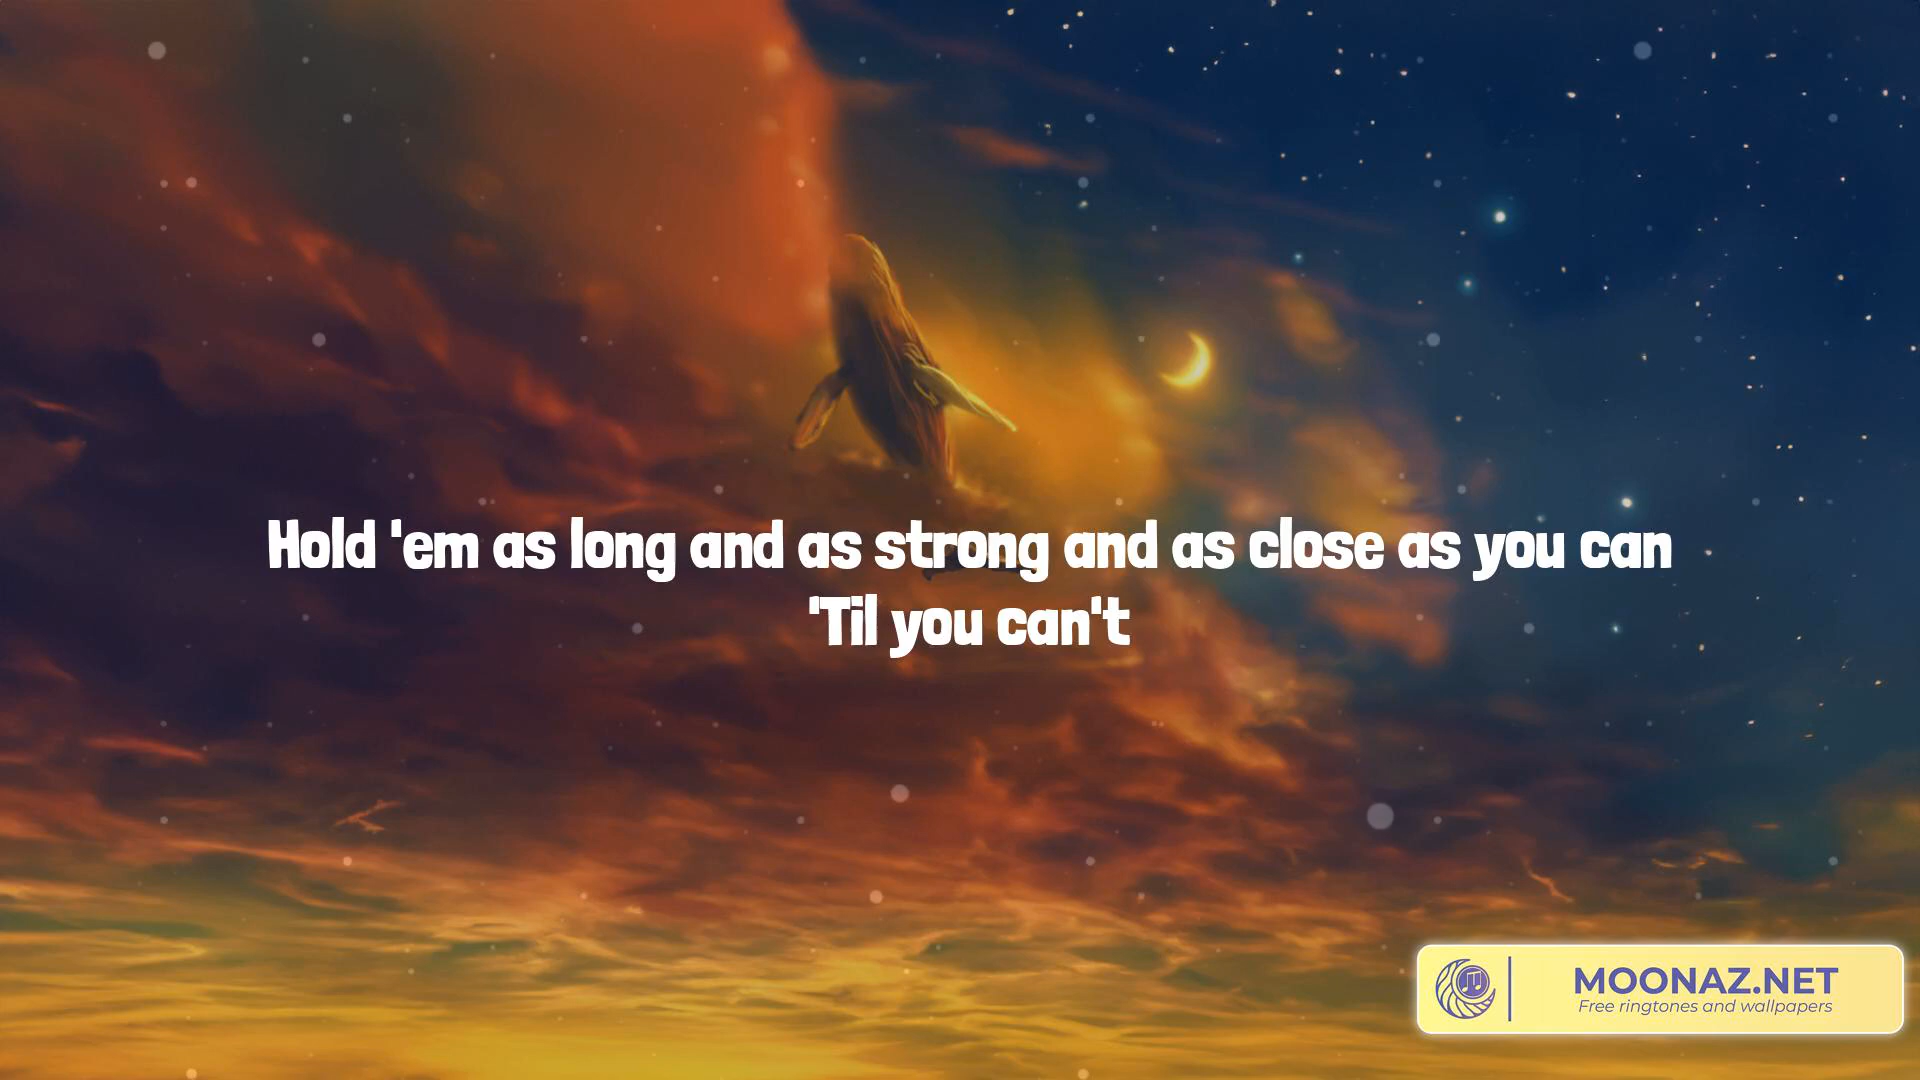 Hold 'em as long and as strong and as close as you can
'Til you can't
MOONAZ.NET
Free ringtones and wallpapers